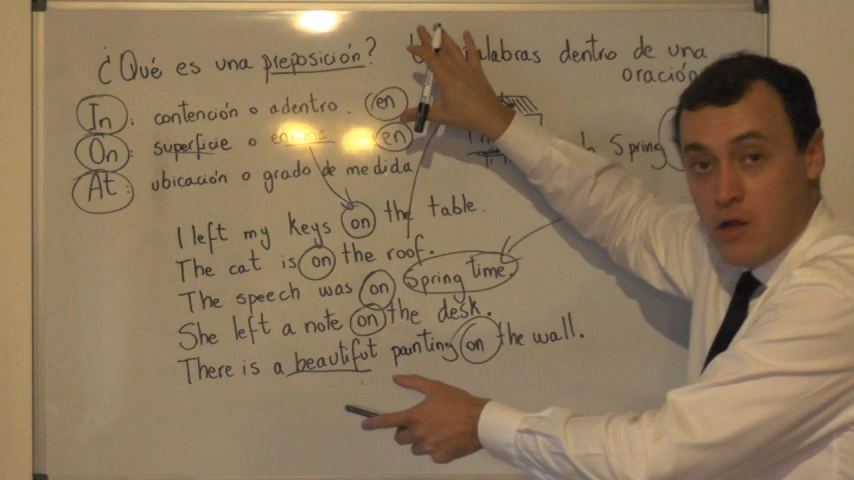 ¿Qué es una preposición? palabras dentro de una
oración
In: contención o adentro. en
On: superficie o encima en
At: ubicación o grado de medida
Spring
I left my keys on the table.
The cat is on the roof.
The speech was on Spring time.
She left a note on the desk.
There is a beautiful painting on the wall.